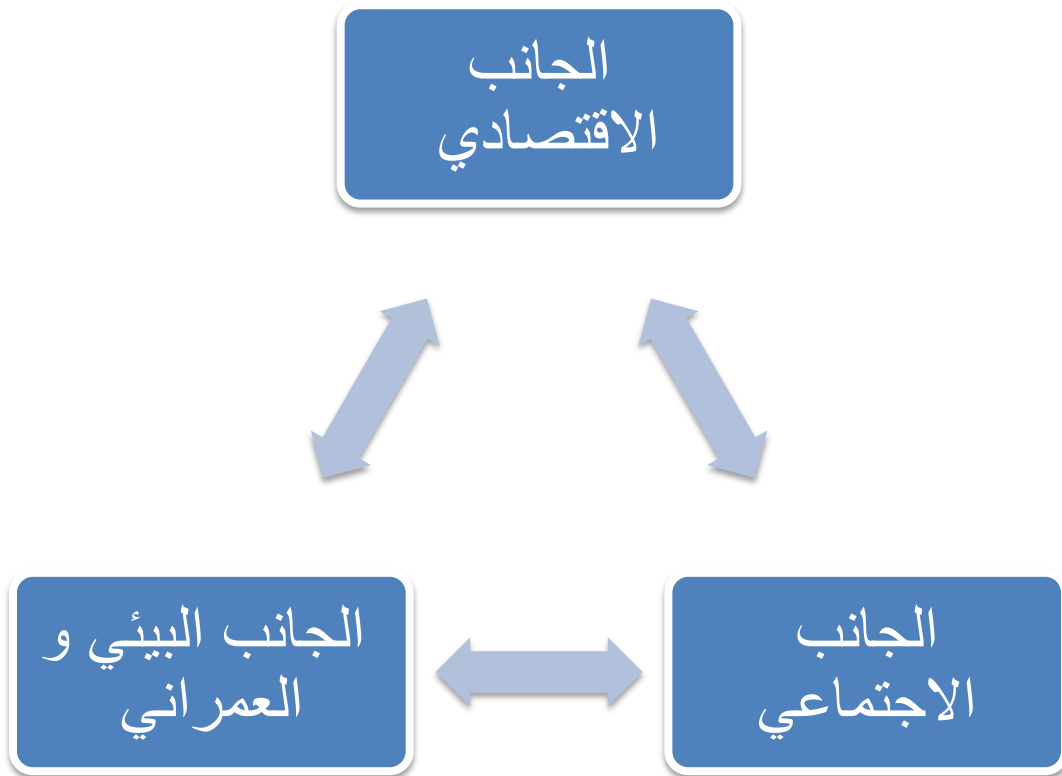 الجانب
الاقتصادي
الجانب
الاجتماعي
الجانب البيئي و
العمراني